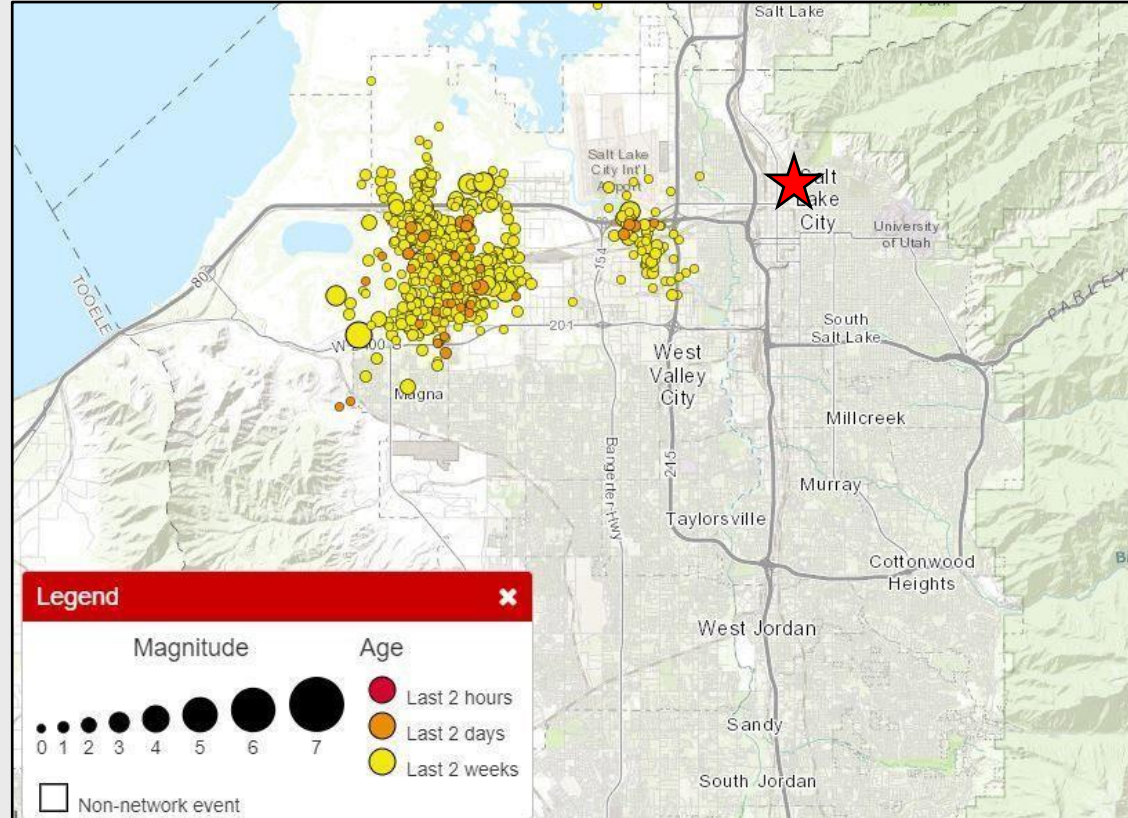 Salt Lake
Salt Lake
City Int'l
Airport
Salt
Lake
City
University
of Utah
154
80
TOOELE
PARLEY
201
South
Salt Lake
West
Valley
City
Magna
Millcreek
Bangerter Hwy
215
Murray
Taylorsville
Cottonwood
Heights
West Jordan
Sandy
South Jordan
Legend
Magnitude
Age
0 1 2 3 4 5 6 7
Last 2 hours
Last 2 days
Last 2 weeks
Non-network event